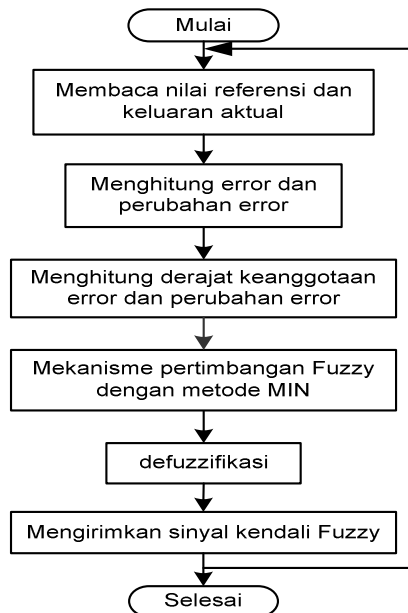 Mulai
Membaca nilai referensi dan
keluaran aktual
Menghitung error dan
perubahan error
Menghitung derajat keanggotaan
error dan perubahan error
Mekanisme pertimbangan Fuzzy
dengan metode MIN
defuzzifikasi
Mengirimkan sinyal kendali Fuzzy
Selesai